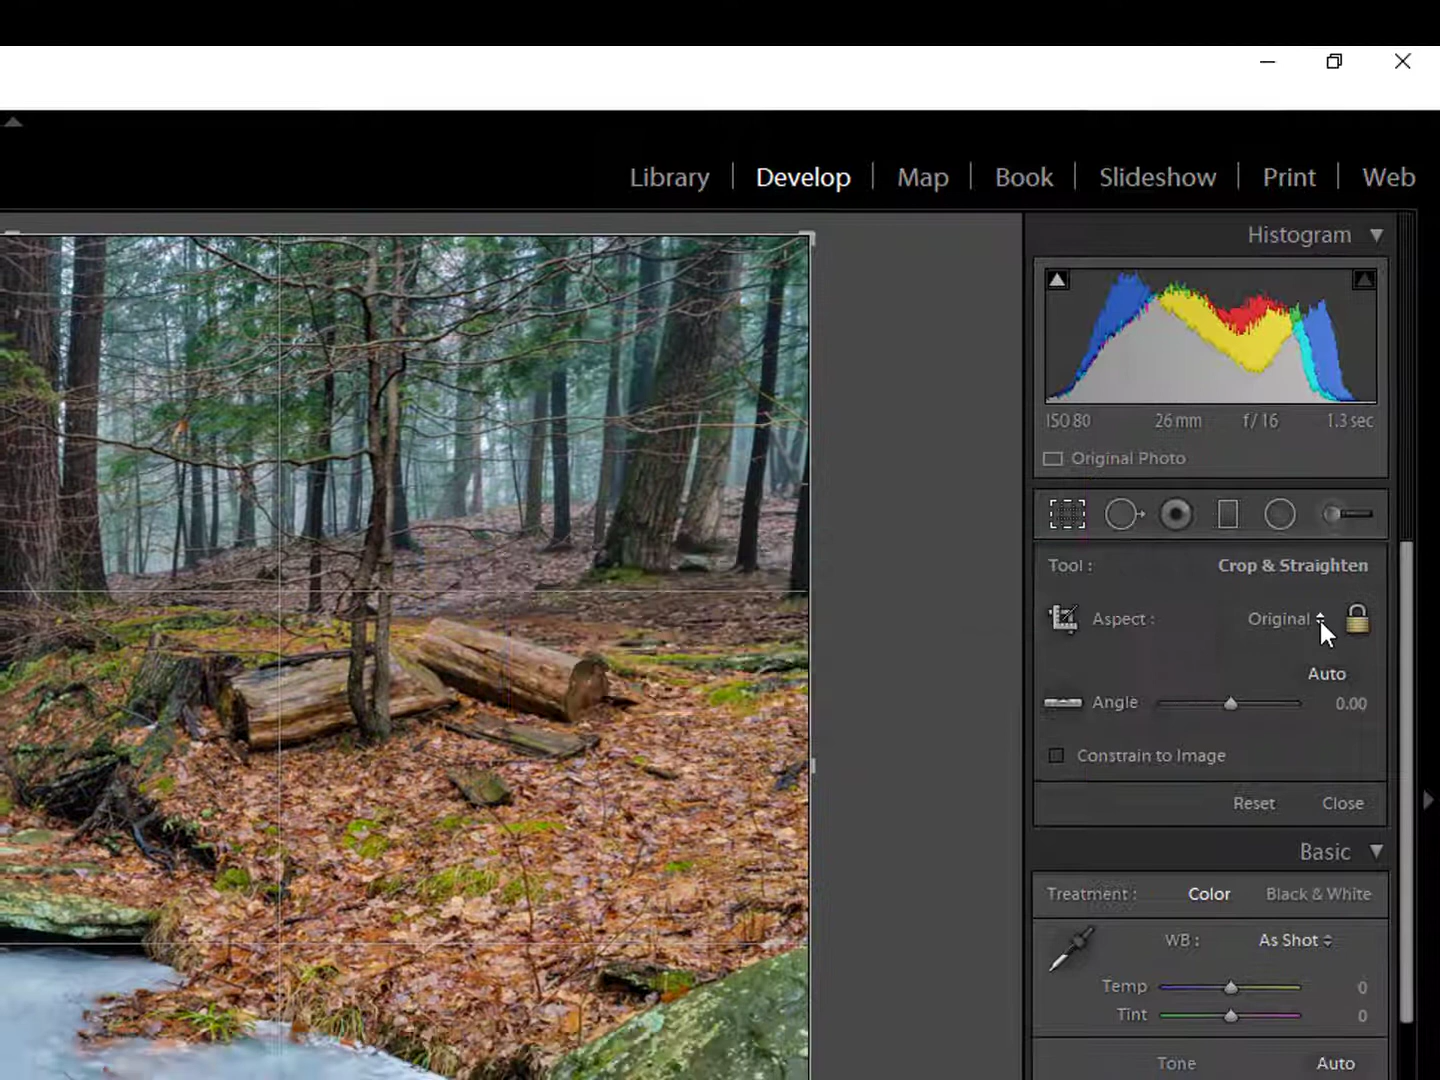 Library | Develop | Map | Book | Slideshow | Print | Web
Histogram
ISO 80 26 mm f/16 1.3 sec
Original Photo
Tool : Crop & Straighten
Aspect : Original
Auto
Angle 0.00
Constrain to Image
Reset Close
Basic
Treatment : Color Black & White
WB : As Shot
Temp 0
Tint 0
Tone Auto